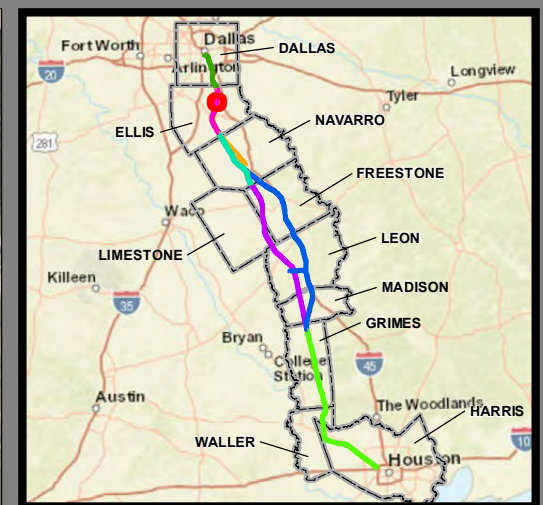 Fort Worth
Dallas
DALLAS
Arlington
20
Longview
Tyler
ELLIS
NAVARRO
281
FREESTONE
Waco
LEON
LIMESTONE
Killeen
MADISON
35
GRIMES
Bryan
College
Station
45
Austin
The Woodlands
HARRIS
WALLER
10
Houston